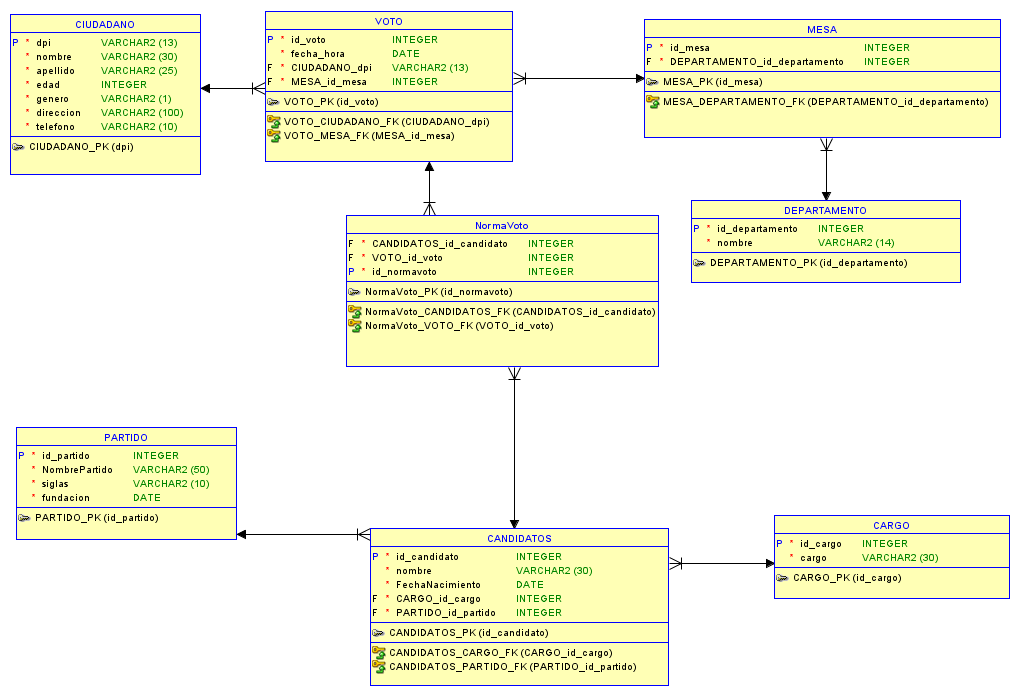 CIUDADANO
P * dpi VARCHAR2 (13)
* nombre VARCHAR2 (30)
* apellido VARCHAR2 (25)
* edad INTEGER
* genero VARCHAR2 (1)
* direccion VARCHAR2 (100)
* telefono VARCHAR2 (10)
CIUDADANO_PK (dpi)
VOTO
P * id_voto INTEGER
* fecha_hora DATE
F * CIUDADANO_dpi VARCHAR2 (13)
F * MESA_id_mesa INTEGER
VOTO_PK (id_voto)
VOTO_CIUDADANO_FK (CIUDADANO_dpi)
VOTO_MESA_FK (MESA_id_mesa)
MESA
P * id_mesa INTEGER
F * DEPARTAMENTO_id_departamento INTEGER
MESA_PK (id_mesa)
MESA_DEPARTAMENTO_FK (DEPARTAMENTO_id_departamento)
DEPARTAMENTO
P * id_departamento INTEGER
* nombre VARCHAR2 (14)
DEPARTAMENTO_PK (id_departamento)
NormaVoto
F * CANDIDATOS_id_candidato INTEGER
F * VOTO_id_voto INTEGER
P * id_normavoto INTEGER
NormaVoto_PK (id_normavoto)
NormaVoto_CANDIDATOS_FK (CANDIDATOS_id_candidato)
NormaVoto_VOTO_FK (VOTO_id_voto)
PARTIDO
P * id_partido INTEGER
* NombrePartido VARCHAR2 (50)
* siglas VARCHAR2 (10)
* fundacion DATE
PARTIDO_PK (id_partido)
CANDIDATOS
P * id_candidato INTEGER
* nombre VARCHAR2 (30)
* FechaNacimiento DATE
F * CARGO_id_cargo INTEGER
F * PARTIDO_id_partido INTEGER
CANDIDATOS_PK (id_candidato)
CANDIDATOS_CARGO_FK (CARGO_id_cargo)
CANDIDATOS_PARTIDO_FK (PARTIDO_id_partido)
CARGO
P * id_cargo INTEGER
* cargo VARCHAR2 (30)
CARGO_PK (id_cargo)